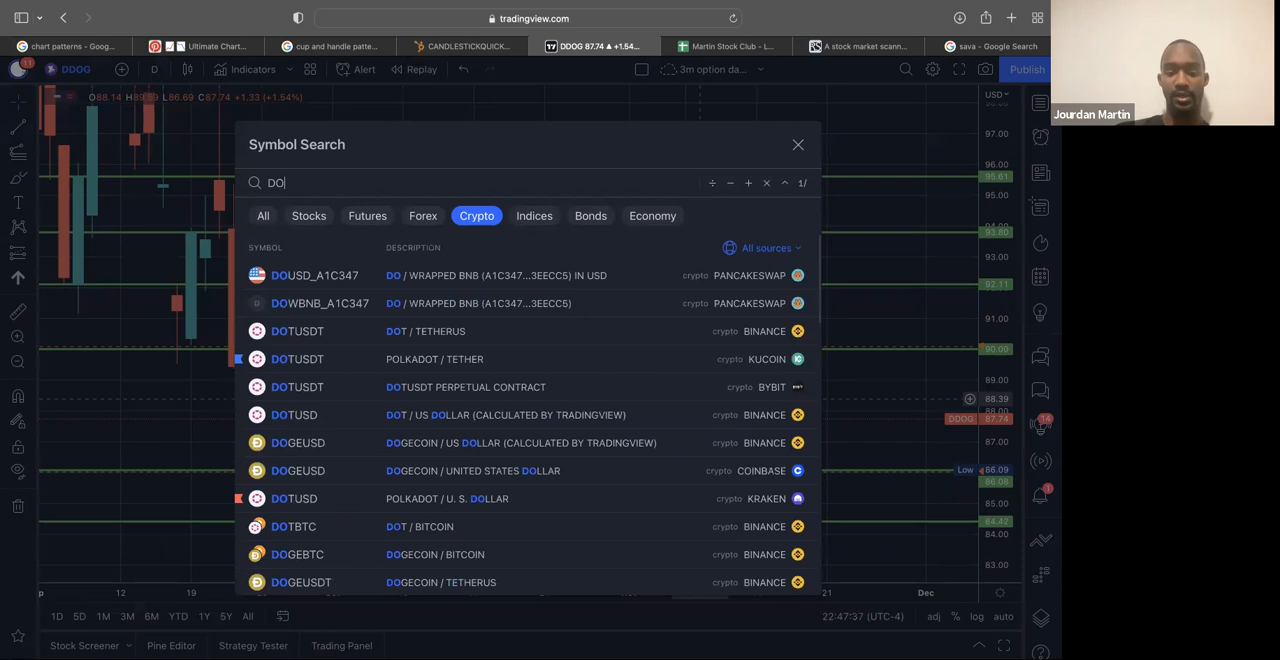 tradingview.com
chart patterns - Goog...
Ultimate Chart...
cup and handle patte...
CANDLESTICKQUICK...
DDOG 87.74 ▲ +1.54%...
Martin Stock Club - L...
A stock market scann...
sava - Google Search
11
DDOG
D
Indicators
Alert
Replay
3m option da...
Publish
O88.14 H89.59 L86.69 C87.74 +1.33 (+1.54%)
USD
Jourdan Martin
Symbol Search
DO
1/
All
Stocks
Futures
Forex
Crypto
Indices
Bonds
Economy
SYMBOL DESCRIPTION All sources
DOUSD_A1C347 DO / WRAPPED BNB (A1C347...3EECC5) IN USD crypto PANCAKESWAP
DOWBNB_A1C347 DO / WRAPPED BNB (A1C347...3EECC5) crypto PANCAKESWAP
DOTUSDT DOT / TETHERUS crypto BINANCE
DOTUSDT POLKADOT / TETHER crypto KUCOIN
DOTUSDT DOTUSDT PERPETUAL CONTRACT crypto BYBIT
DOTUSD DOT / US DOLLAR (CALCULATED BY TRADINGVIEW) crypto BINANCE
DOGEUSD DOGECOIN / US DOLLAR (CALCULATED BY TRADINGVIEW) crypto BINANCE
DOGEUSD DOGECOIN / UNITED STATES DOLLAR crypto COINBASE
DOTUSD POLKADOT / U. S. DOLLAR crypto KRAKEN
DOTBTC DOT / BITCOIN crypto BINANCE
DOGEBTC DOGECOIN / BITCOIN crypto BINANCE
DOGEUSDT DOGECOIN / TETHERUS crypto BINANCE
97.00
96.00
95.61
95.00
93.80
93.00
92.11
91.00
90.00
89.00
88.39
88.00
DDOG 87.74
87.00
Low 86.09
86.08
85.00
84.42
84.00
83.00
14
1
12
19
21
Dec
1D 5D 1M 3M 6M YTD 1Y 5Y All
22:47:37 (UTC-4)
adj % log auto
Stock Screener
Pine Editor
Strategy Tester
Trading Panel